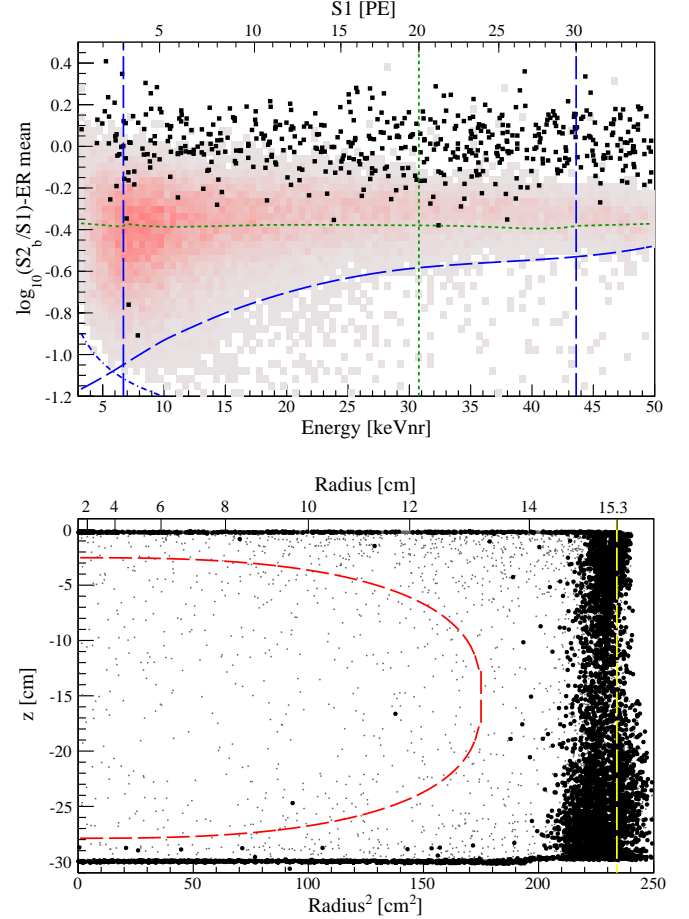 S1 [PE]
5 10 15 20 25 30
log10(S2b/S1)-ER mean
0.4
0.2
0.0
-0.2
-0.4
-0.6
-0.8
-1.0
-1.2
5 10 15 20 25 30 35 40 45 50
Energy [keVnr]
Radius [cm]
2 4 6 8 10 12 14 15.3
z [cm]
0
-5
-10
-15
-20
-25
-30
0 50 100 150 200 250
Radius2 [cm2]